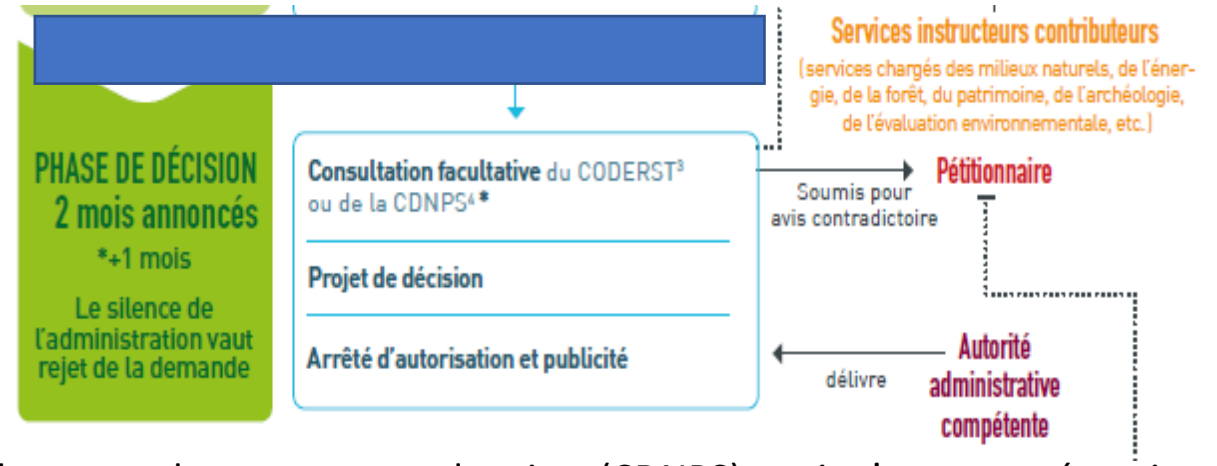 PHASE DE DÉCISION
2 mois annoncés
*+1 mois
Le silence de
l'administration vaut
rejet de la demande
Consultation facultative du CODERST³
ou de la CDNPS⁴*
Projet de décision
Arrêté d'autorisation et publicité
Services instructeurs contributeurs
(services chargés des milieux naturels, de l'éner-
gie, de la forêt, du patrimoine, de l'archéologie,
de l'évaluation environnementale, etc.)
Soumis pour
avis contradictoire
Pétitionnaire
délivre
Autorité
administrative
compétente
(CDNPS)